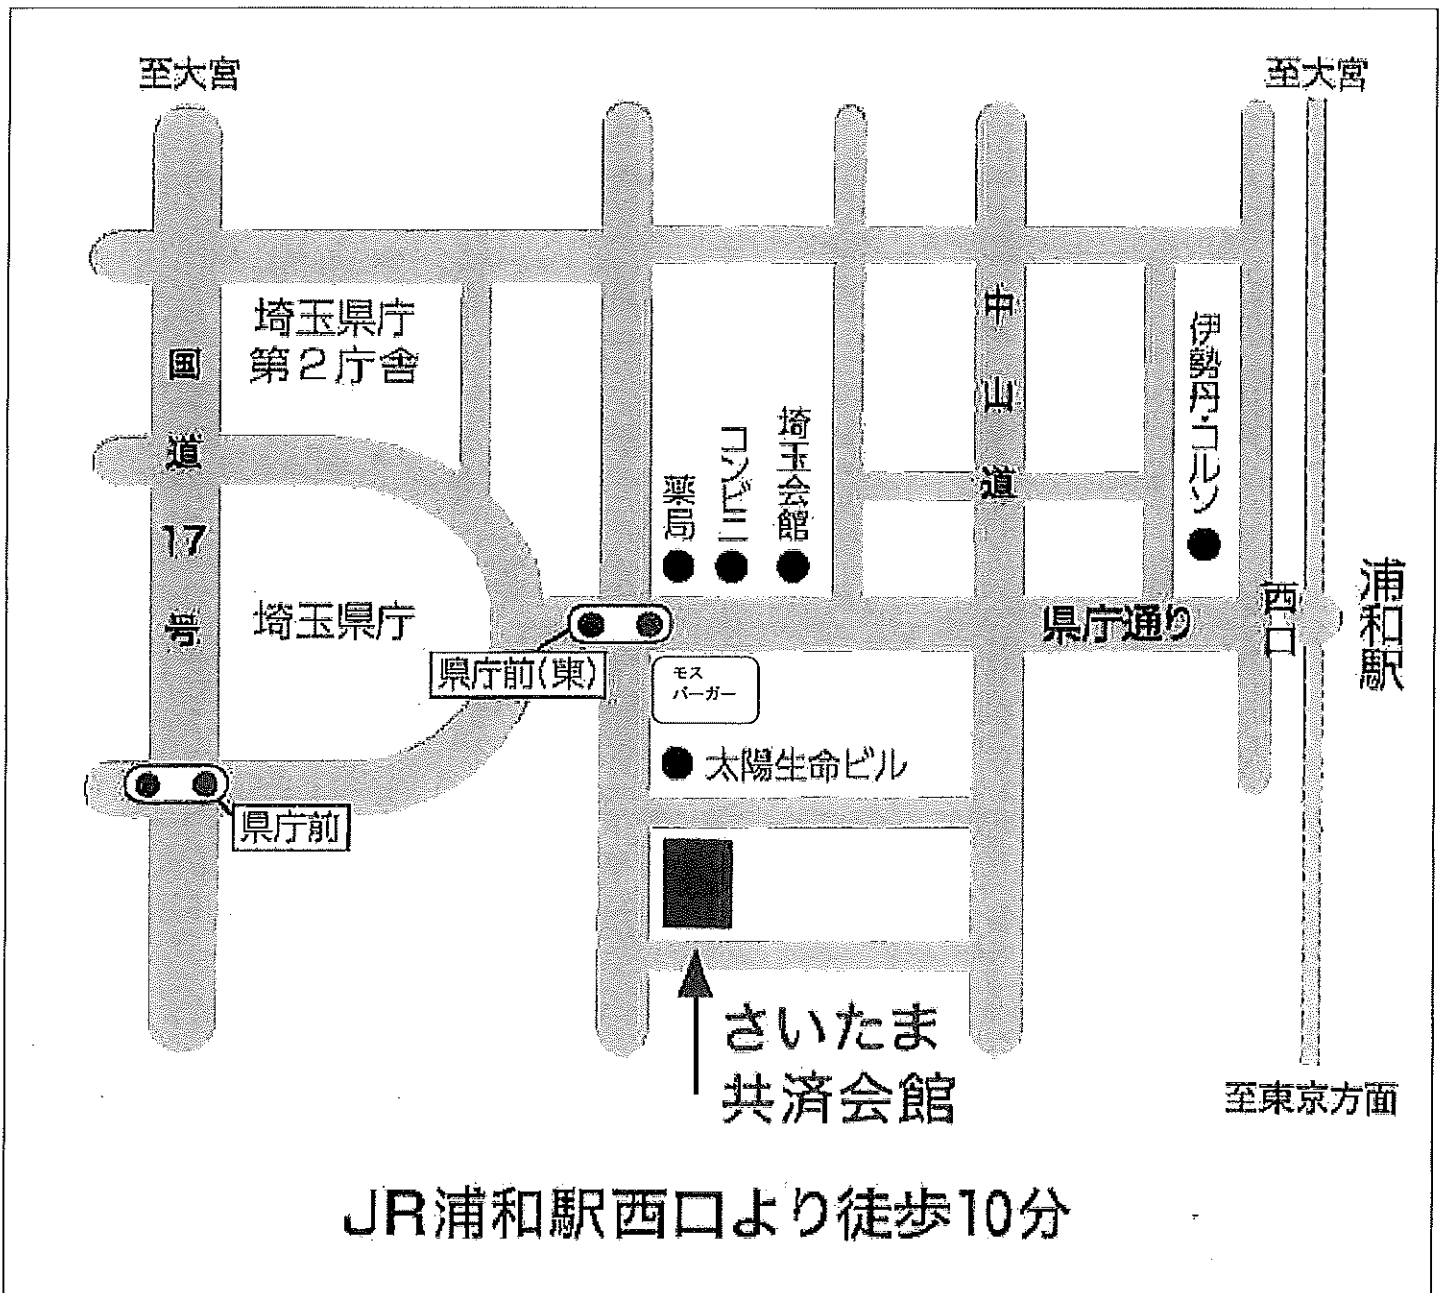 至大宮
至大宮
国道17号
埼玉県庁
第2庁舎
中山道
伊勢丹・コルソ
薬局
コンビニ
埼玉会館
埼玉県庁
県庁通り
西口
浦和駅
県庁前(東)
モス
バーガー
太陽生命ビル
県庁前
さいたま
共済会館
至東京方面
JR浦和駅西口より徒歩10分